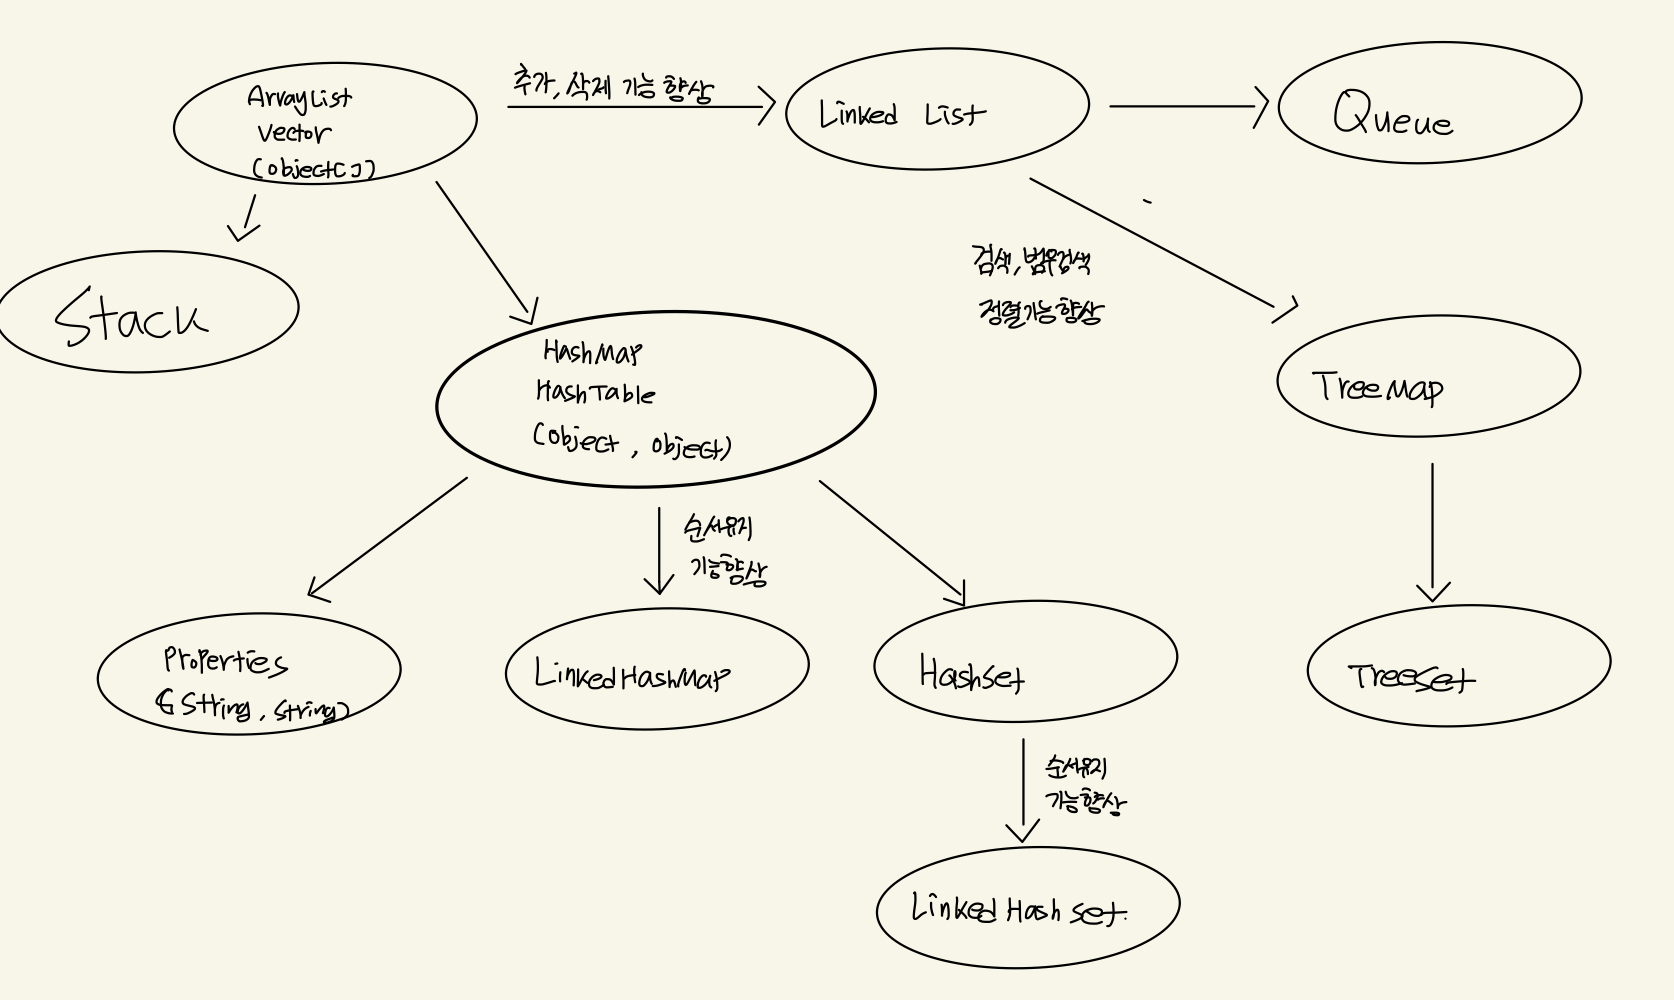 ArrayList
Vector
(object[])
추가, 삭제 기능 향상
Linked List
Queue
Stack
검색, 범위검색
정렬기능향상
HashMap
HashTable
(object, object)
TreeMap
순서유지
기능향상
Properties
(String, String)
LinkedHashMap
HashSet
TreeSet
순서유지
기능향상
Linked Hash Set